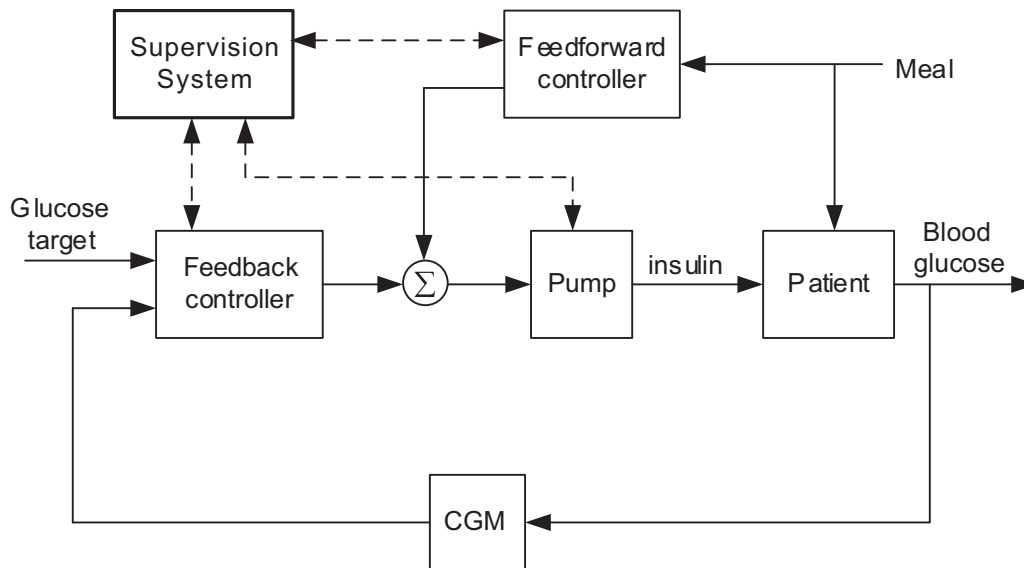 Supervision
System
Feedforward
controller
Meal
Glucose
target
Feedback
controller
Σ
Pump
insulin
Patient
Blood
glucose
CGM